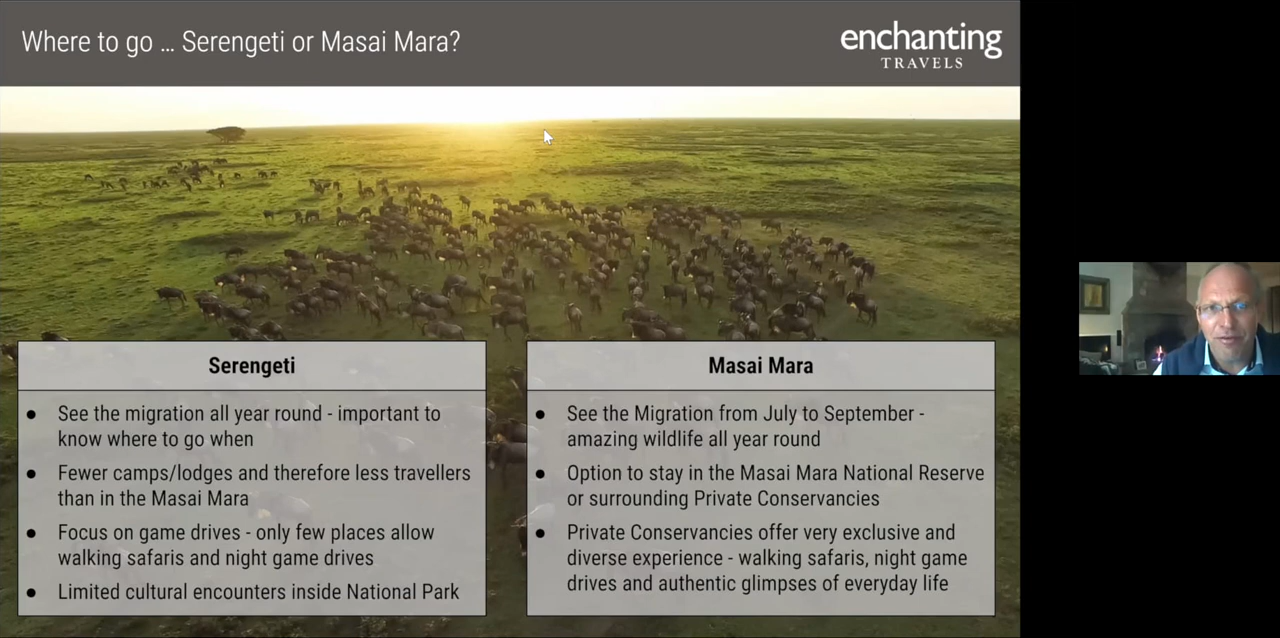 Where to go ... Serengeti or Masai Mara?
enchanting
TRAVELS
Serengeti
● See the migration all year round - important to
know where to go when
● Fewer camps/lodges and therefore less travellers
than in the Masai Mara
● Focus on game drives - only few places allow
walking safaris and night game drives
● Limited cultural encounters inside National Park
Masai Mara
● See the Migration from July to September -
amazing wildlife all year round
● Option to stay in the Masai Mara National Reserve
or surrounding Private Conservancies
● Private Conservancies offer very exclusive and
diverse experience - walking safaris, night game
drives and authentic glimpses of everyday life